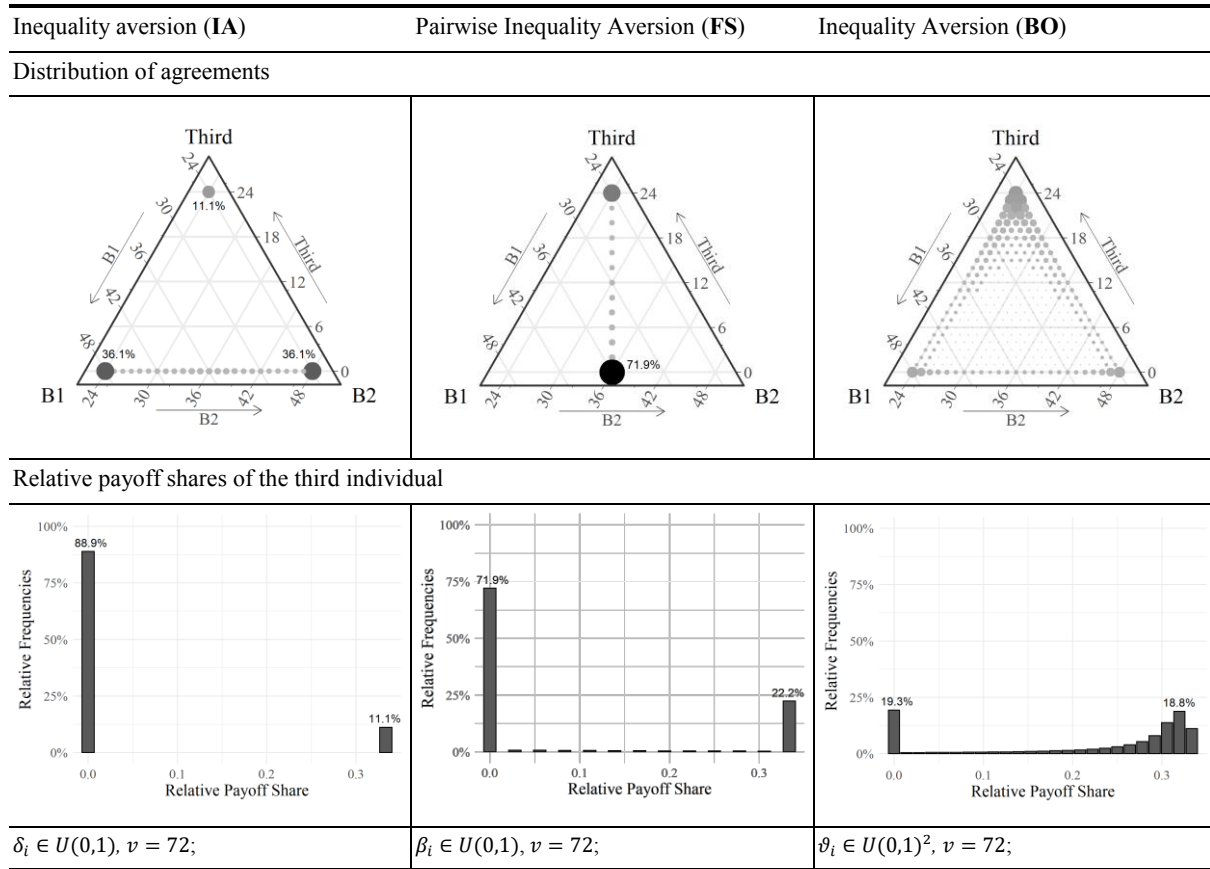 Inequality aversion (IA) Pairwise Inequality Aversion (FS) Inequality Aversion (BO)
Distribution of agreements
Third Third Third
24 24 24
24 24 24
11.1%
30 30 30
B1 Third B1 Third B1 Third
18 18 18
36 36 36
12 12 12
42 42 42
6 6 6
48 48 48
36.1% 36.1% 71.9%
0 0 0
B1 B2 B1 B2 B1 B2
24 30 36 42 48 24 30 36 42 48 24 30 36 42 48
B2 B2 B2
Relative payoff shares of the third individual
100% 100% 100%
88.9%
75% 71.9% 75% 75%
50% 50% 50%
25% 25% 22.2% 25%
11.1% 19.3% 18.8%
0% 0% 0%
Relative Frequencies Relative Frequencies Relative Frequencies
0.0 0.1 0.2 0.3 0.0 0.1 0.2 0.3 0.0 0.1 0.2 0.3
Relative Payoff Share Relative Payoff Share Relative Payoff Share
δᵢ ∈ U(0,1), v = 72; βᵢ ∈ U(0,1), v = 72; ϑᵢ ∈ U(0,1)², v = 72;